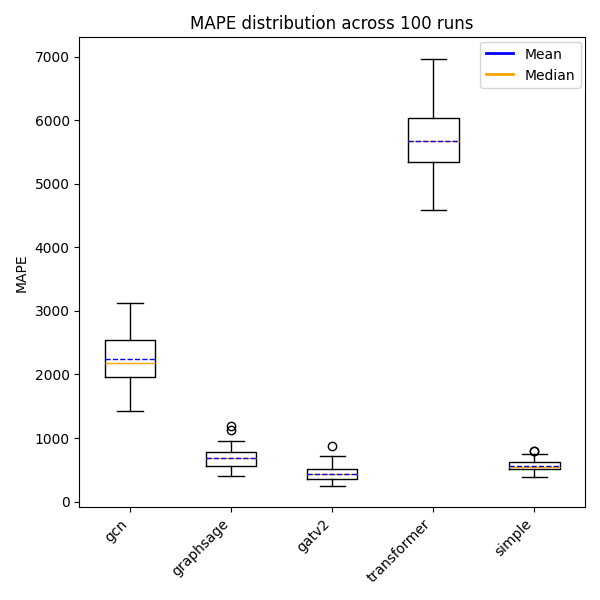 MAPE distribution across 100 runs
Mean
Median
MAPE
7000
6000
5000
4000
3000
2000
1000
0
gcn
graphsage
gatv2
transformer
simple